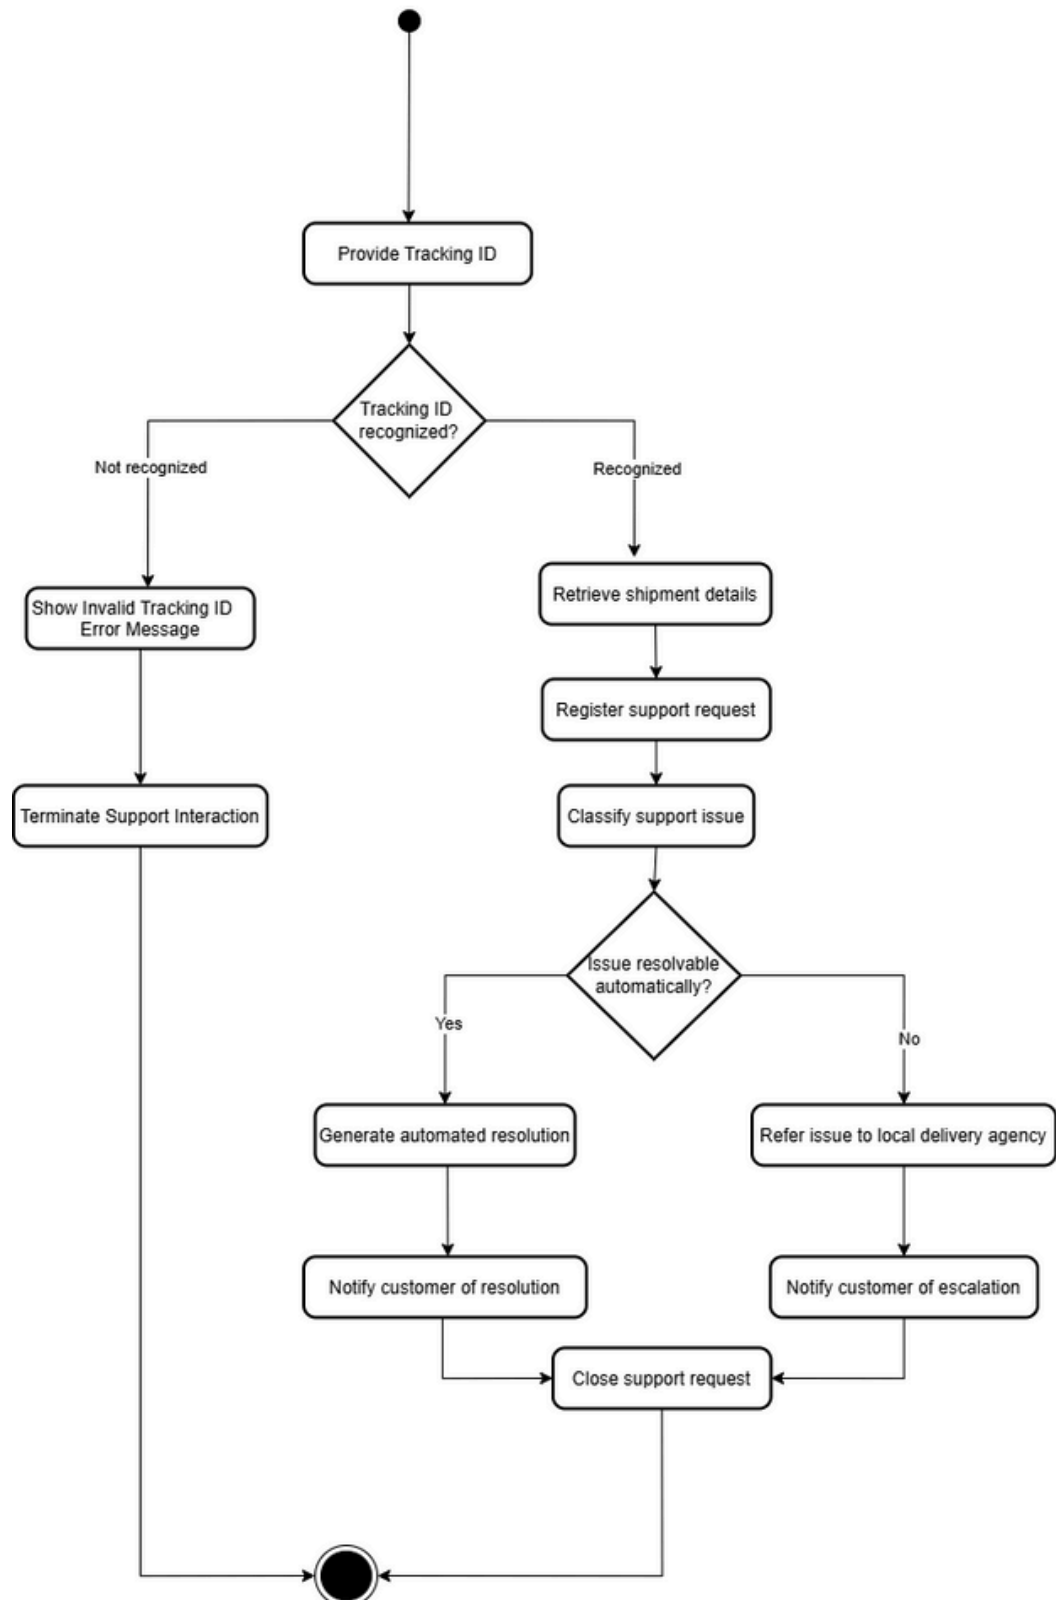 Provide Tracking ID
Tracking ID
recognized?
Not recognized
Recognized
Retrieve shipment details
Show Invalid Tracking ID
Error Message
Register support request
Terminate Support Interaction
Classify support issue
Issue resolvable
automatically?
Yes
No
Generate automated resolution
Refer issue to local delivery agency
Notify customer of resolution
Notify customer of escalation
Close support request